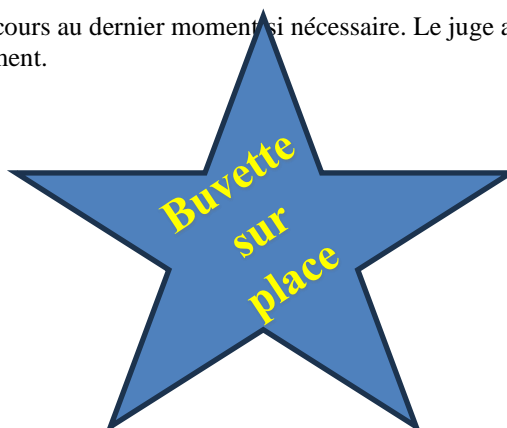 cours au dernier moment si nécessaire. Le juge a
ment.
Buvette
sur
place